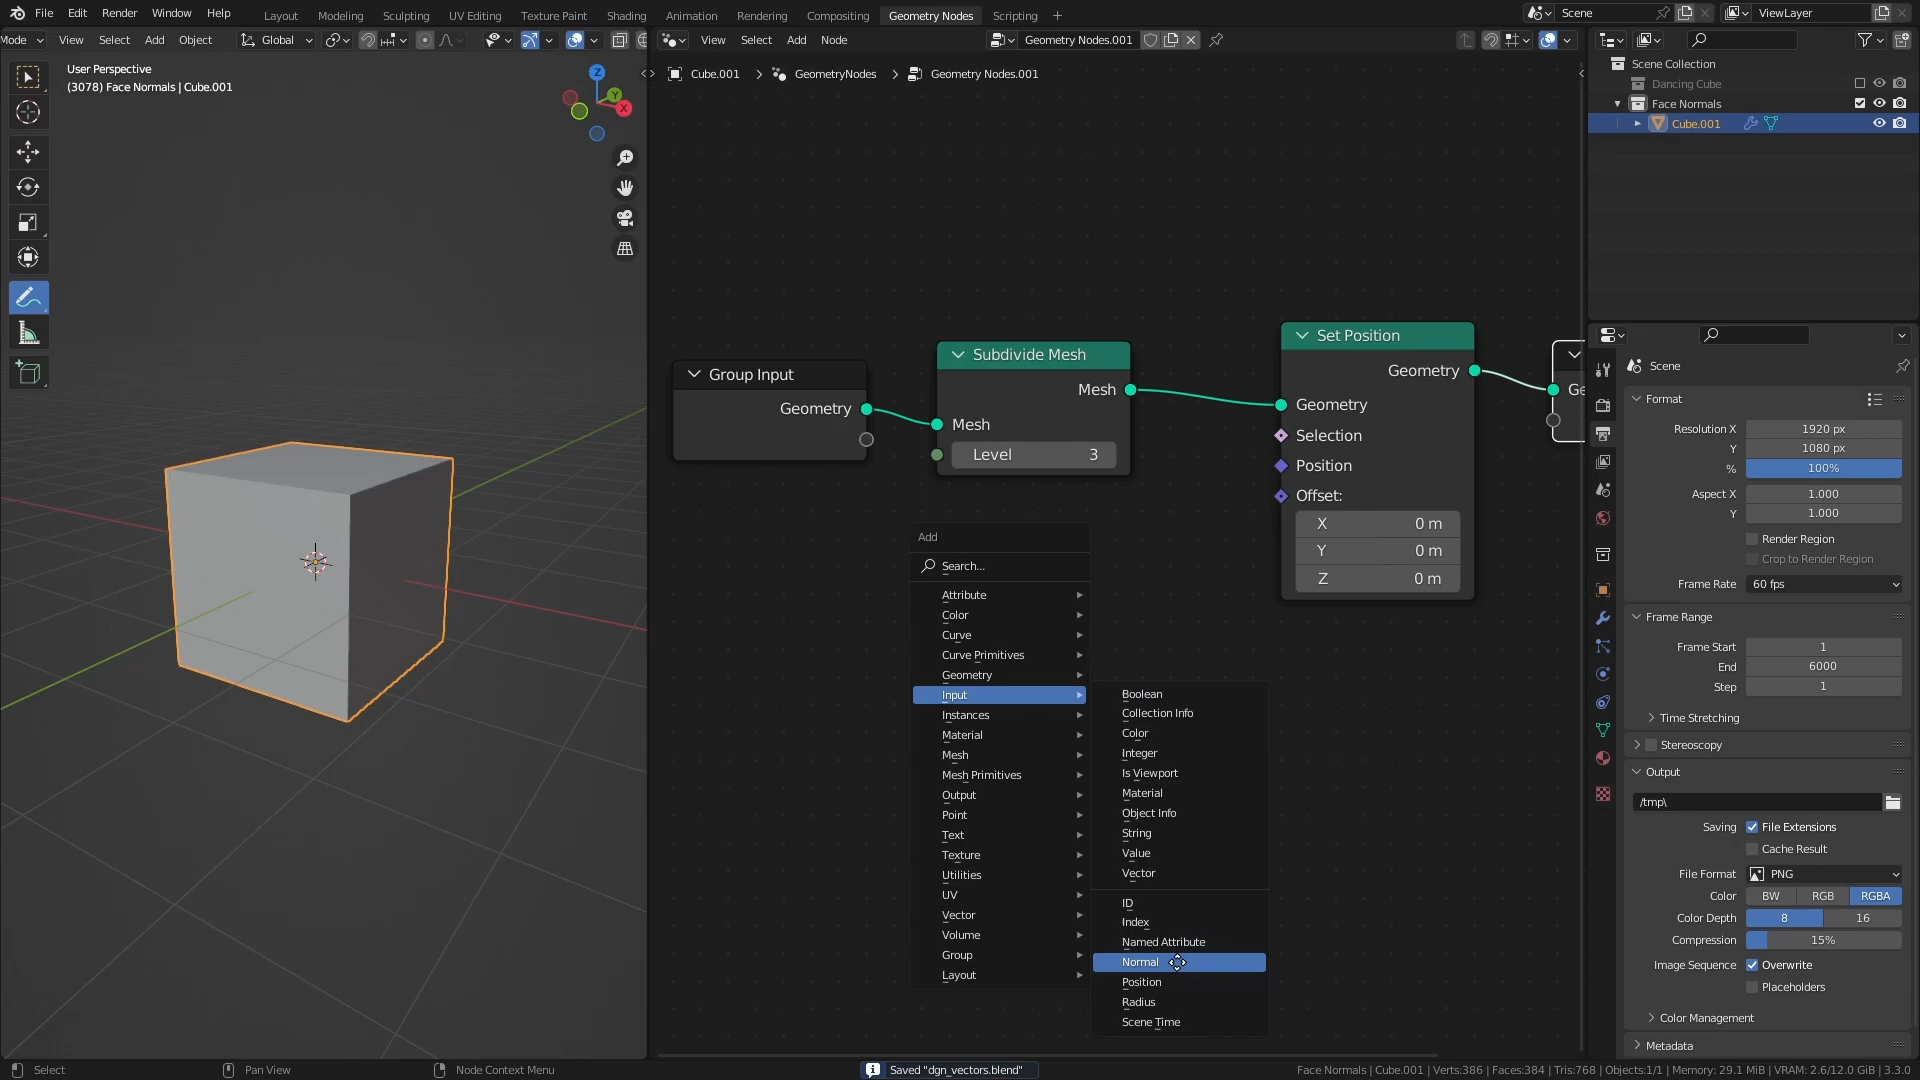 File Edit Render Window Help Layout Modeling Sculpting UV Editing Texture Paint Shading Animation Rendering Compositing Geometry Nodes Scripting + Scene ViewLayer
Mode View Select Add Object Global View Select Add Node Geometry Nodes.001
User Perspective
(3078) Face Normals | Cube.001
Z
Y
X
Cube.001 > GeometryNodes > Geometry Nodes.001
Scene Collection
Dancing Cube
Face Normals
Cube.001
Group Input
Geometry
Subdivide Mesh
Mesh
Mesh
Level 3
Set Position
Geometry
Geometry
Selection
Position
Offset:
X 0 m
Y 0 m
Z 0 m
Ge
Add
Search...
Attribute
Color
Curve
Curve Primitives
Geometry
Input
Instances
Material
Mesh
Mesh Primitives
Output
Point
Text
Texture
Utilities
UV
Vector
Volume
Group
Layout
Boolean
Collection Info
Color
Integer
Is Viewport
Material
Object Info
String
Value
Vector
ID
Index
Named Attribute
Normal
Position
Radius
Scene Time
Scene
Format
Resolution X 1920 px
Y 1080 px
% 100%
Aspect X 1.000
Y 1.000
Render Region
Crop to Render Region
Frame Rate 60 fps
Frame Range
Frame Start 1
End 6000
Step 1
Time Stretching
Stereoscopy
Output
/tmp\
Saving File Extensions
Cache Result
File Format PNG
Color BW RGB RGBA
Color Depth 8 16
Compression 15%
Image Sequence Overwrite
Placeholders
Color Management
Metadata
Select Pan View Node Context Menu Saved "dgn_vectors.blend" Face Normals | Cube.001 | Verts:386 | Faces:384 | Tris:768 | Objects:1/1 | Memory: 29.1 MiB | VRAM: 2.6/12.0 GiB | 3.3.0